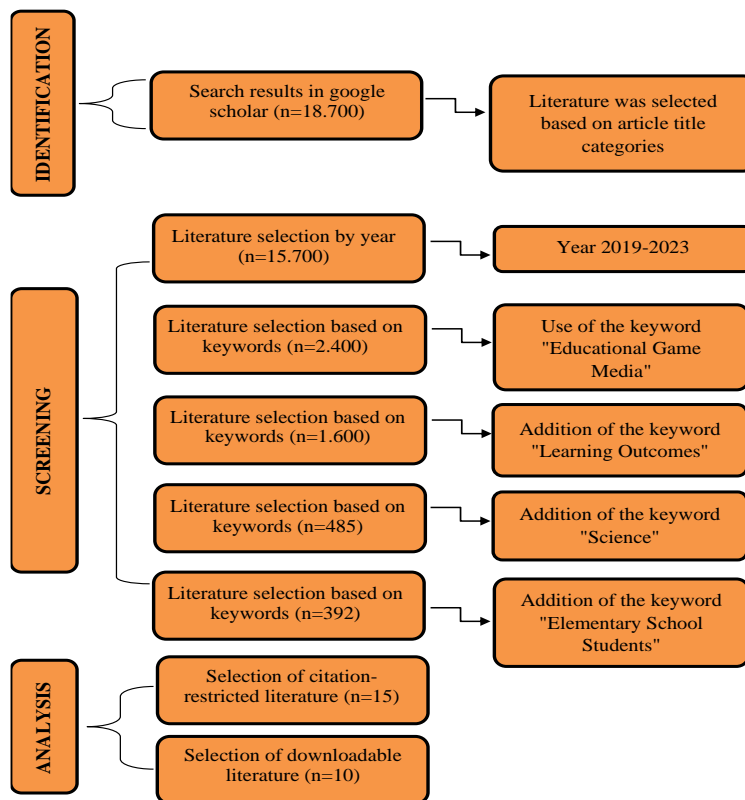 IDENTIFICATION
Search results in google
scholar (n=18.700)
Literature was selected
based on article title
categories
SCREENING
Literature selection by year
(n=15.700)
Year 2019-2023
Literature selection based on
keywords (n=2.400)
Use of the keyword
"Educational Game
Media"
Literature selection based on
keywords (n=1.600)
Addition of the keyword
"Learning Outcomes"
Literature selection based on
keywords (n=485)
Addition of the keyword
"Science"
Literature selection based on
keywords (n=392)
Addition of the keyword
"Elementary School
Students"
ANALYSIS
Selection of citation-
restricted literature (n=15)
Selection of downloadable
literature (n=10)